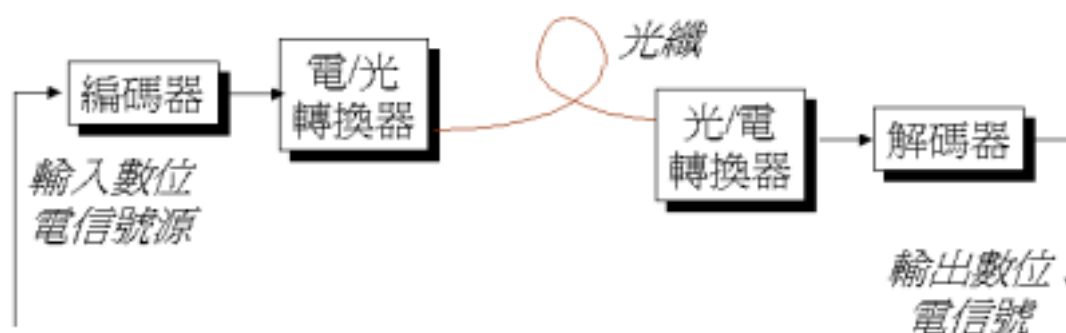 編碼器
電/光
轉換器
光纖
光/電
轉換器
解碼器
輸入數位
電信號源
輸出數位
電信號